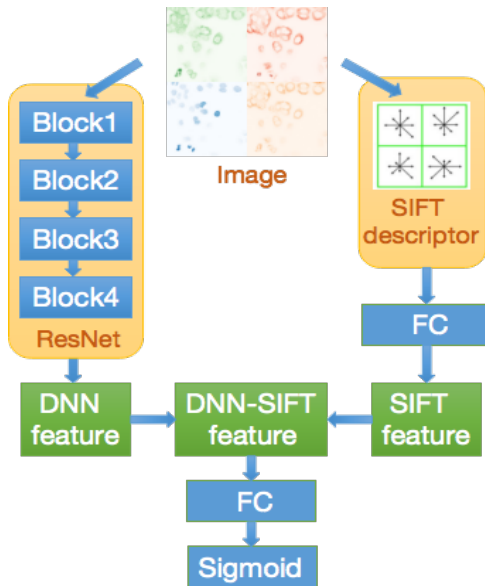 Image
Block1
Block2
Block3
Block4
ResNet
SIFT
descriptor
FC
DNN
feature
DNN-SIFT
feature
SIFT
feature
FC
Sigmoid